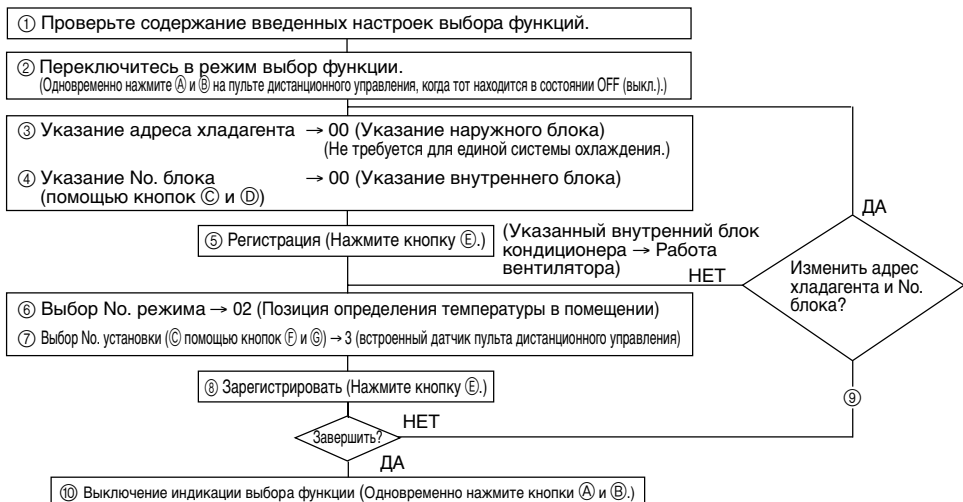 ① Проверьте содержание введенных настроек выбора функций.
② Переключитесь в режим выбор функции.
(Одновременно нажмите Ⓐ и Ⓑ на пульте дистанционного управления, когда тот находится в состоянии OFF (выкл.).)
③ Указание адреса хладагента → 00 (Указание наружного блока)
(Не требуется для единой системы охлаждения.)
④ Указание No. блока → 00 (Указание внутреннего блока)
(помощью кнопок Ⓒ и Ⓓ)
ДА
⑤ Регистрация (Нажмите кнопку Ⓔ.)
(Указанный внутренний блок
кондиционера → Работа
вентилятора)
НЕТ
Изменить адрес
хладагента и No.
блока?
⑥ Выбор No. режима → 02 (Позиция определения температуры в помещении)
⑦ Выбор No. установки (Ⓒ помощью кнопок Ⓕ и Ⓖ) → 3 (встроенный датчик пульта дистанционного управления)
⑧ Зарегистрировать (Нажмите кнопку Ⓔ.)
⑨
НЕТ
Завершить?
ДА
⑩ Выключение индикации выбора функции (Одновременно нажмите кнопки Ⓐ и Ⓑ.)